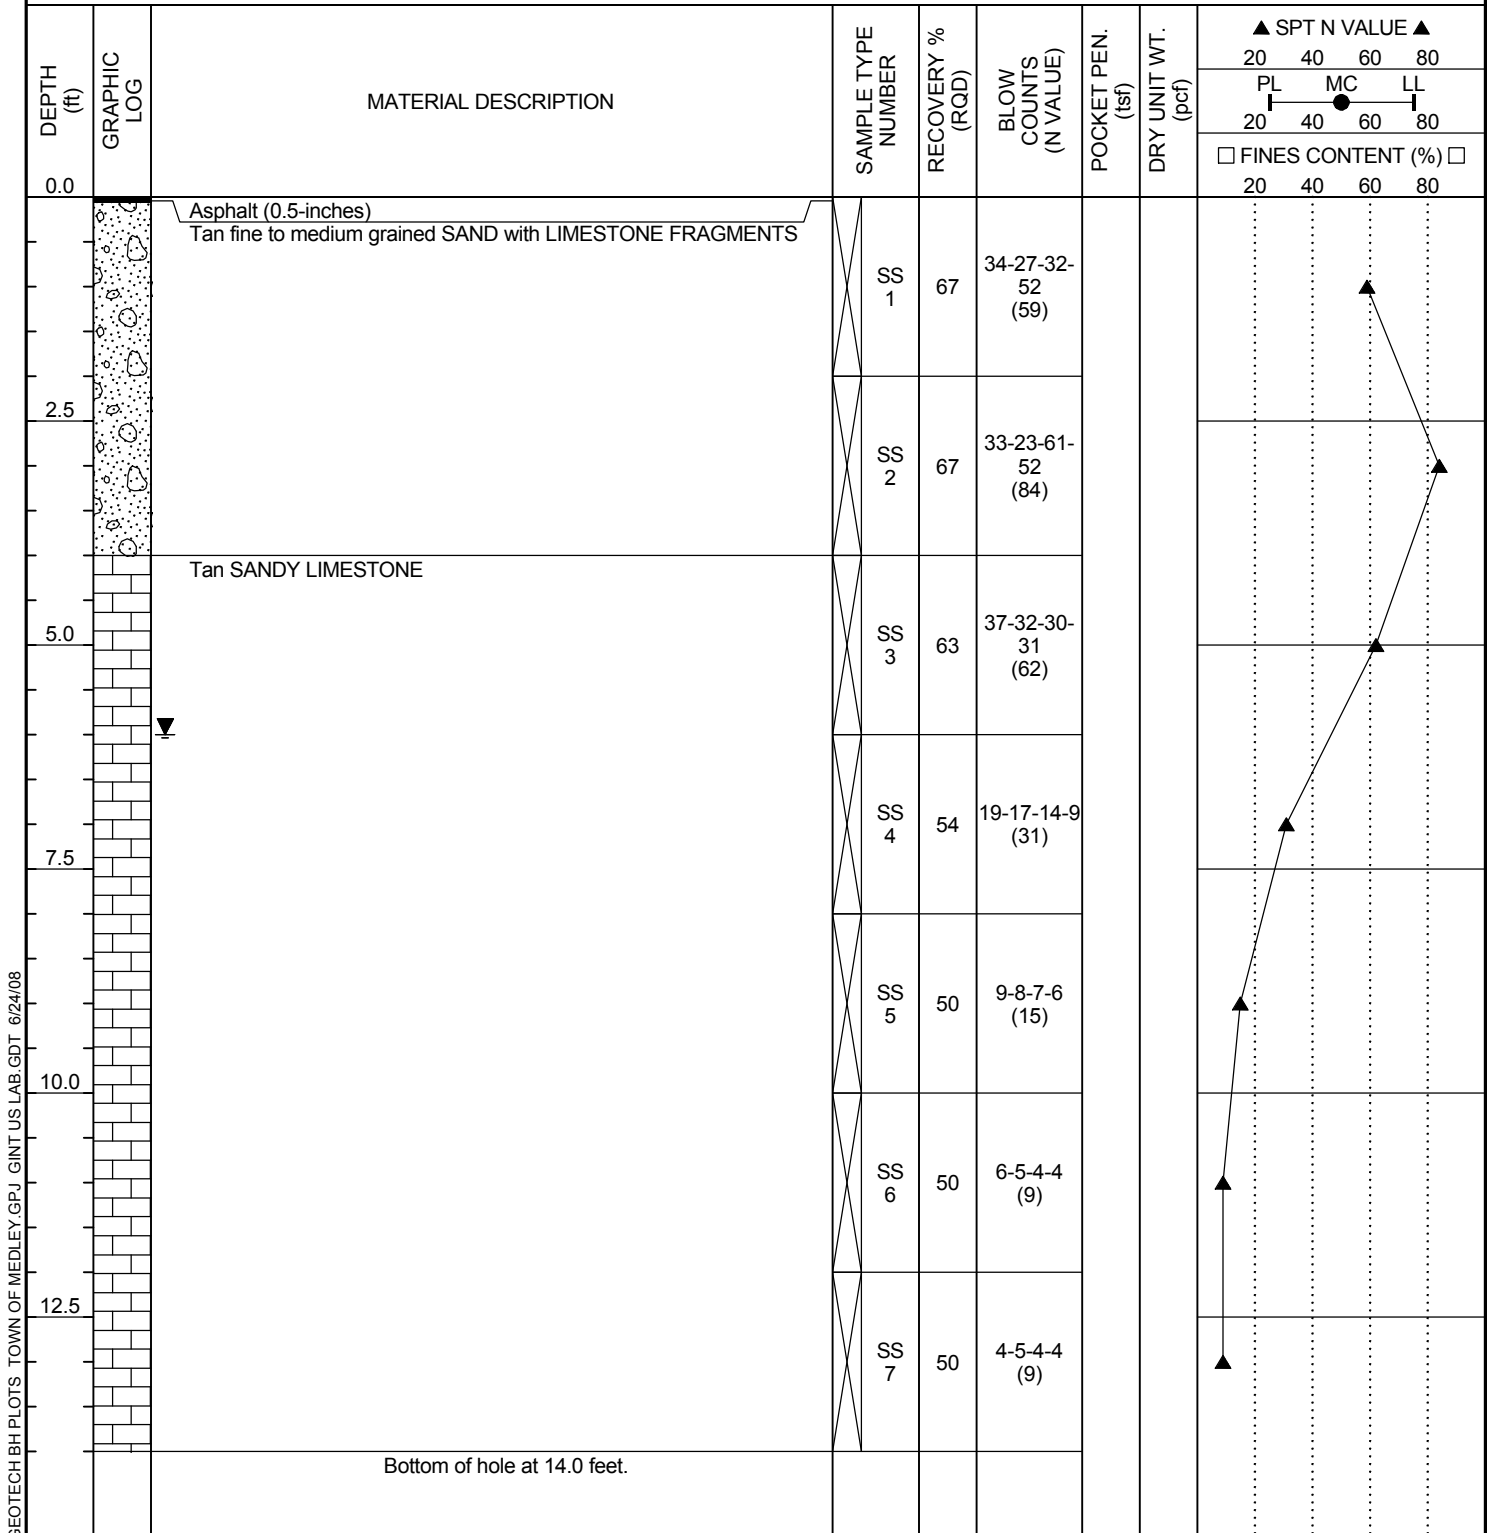 DEPTH
(ft)
GRAPHIC
LOG
MATERIAL DESCRIPTION
SAMPLE TYPE
NUMBER
RECOVERY %
(RQD)
BLOW
COUNTS
(N VALUE)
POCKET PEN.
(tsf)
DRY UNIT WT.
(pcf)
▲ SPT N VALUE ▲
20 40 60 80
PL MC LL
20 40 60 80
□ FINES CONTENT (%) □
20 40 60 80
0.0
Asphalt (0.5-inches)
Tan fine to medium grained SAND with LIMESTONE FRAGMENTS
SS
1
67
34-27-32-
52
(59)
2.5
SS
2
67
33-23-61-
52
(84)
Tan SANDY LIMESTONE
5.0
SS
3
63
37-32-30-
31
(62)
SS
4
54
19-17-14-9
(31)
7.5
SS
5
50
9-8-7-6
(15)
10.0
SS
6
50
6-5-4-4
(9)
12.5
SS
7
50
4-5-4-4
(9)
Bottom of hole at 14.0 feet.
GEOTECH BH PLOTS TOWN OF MEDLEY.GPJ GINT US LAB.GDT 6/24/08